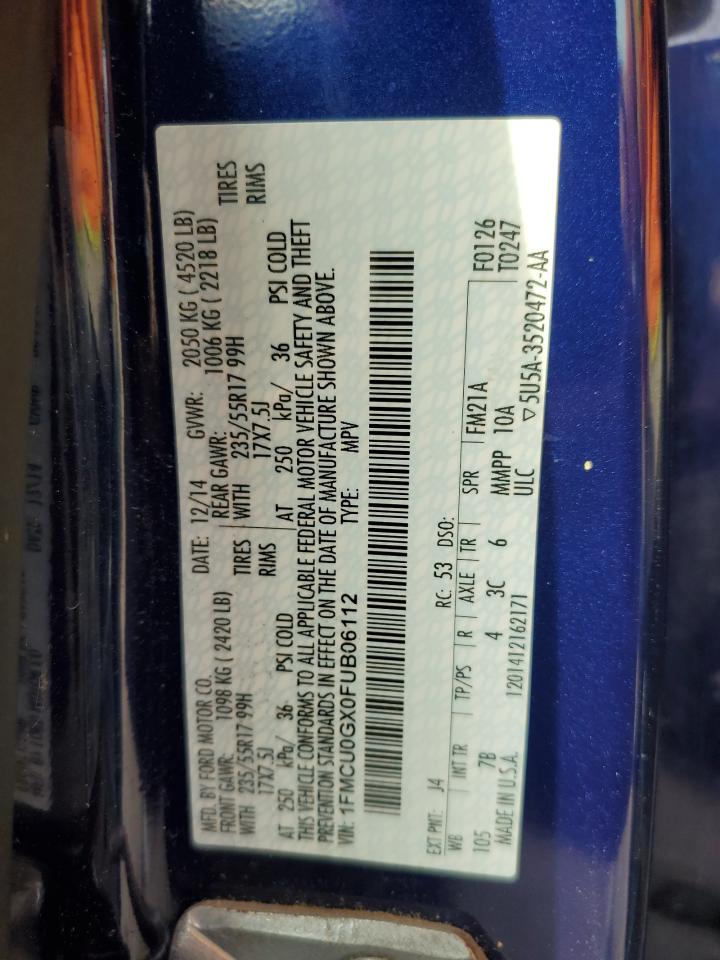 MFD. BY FORD MOTOR CO. DATE: 12/14 GVWR: 2050 KG ( 4520 LB)
FRONT GAWR: 1098 KG ( 2420 LB) REAR GAWR: 1006 KG ( 2218 LB)
WITH 235/55R17 99H TIRES WITH 235/55R17 99H TIRES
17X7.5J RIMS 17X7.5J RIMS
AT 250 kPa/ 36 PSI COLD AT 250 kPa/ 36 PSI COLD
THIS VEHICLE CONFORMS TO ALL APPLICABLE FEDERAL MOTOR VEHICLE SAFETY AND THEFT
PREVENTION STANDARDS IN EFFECT ON THE DATE OF MANUFACTURE SHOWN ABOVE.
VIN: 1FMCU0GX0FUB06112 TYPE: MPV
EXT PNT: J4 RC: 53 DSO: F0126
WB INT TR TP/PS R AXLE TR SPR FM21A T0247
105 7B 4 3C 6 MMPP 10A
MADE IN U.S.A. 1201412162171 ULC ▽5U5A-3520472-AA